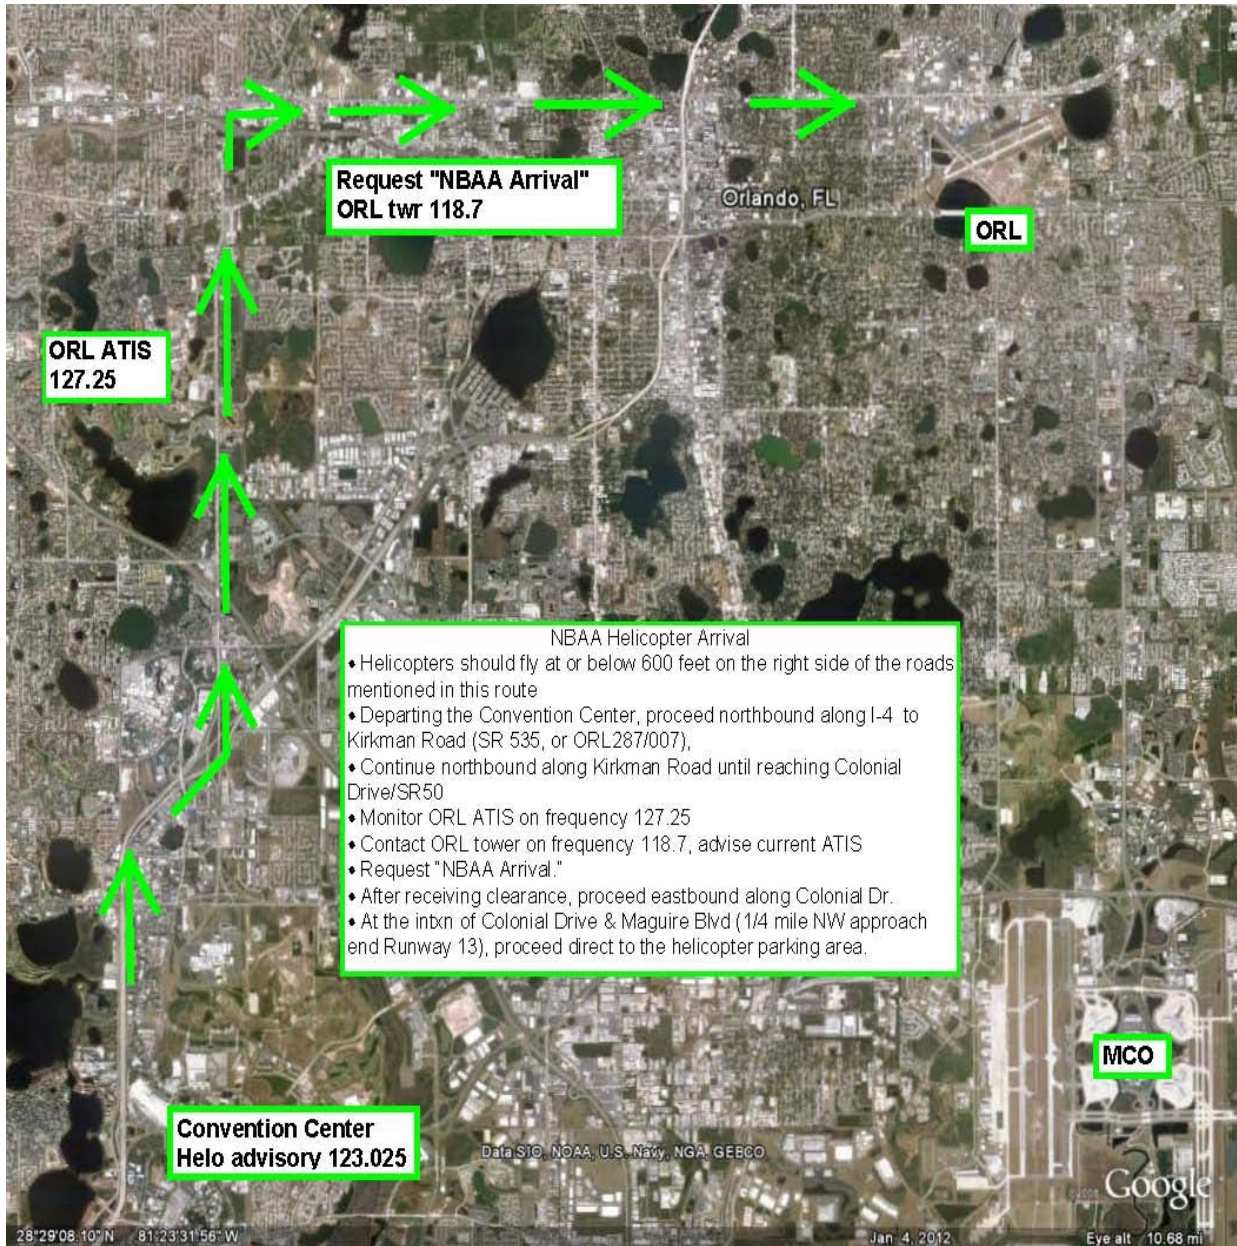 Request "NBAA Arrival"
ORL twr 118.7
Orlando, FL
ORL
ORL ATIS
127.25
NBAA Helicopter Arrival
♦ Helicopters should fly at or below 600 feet on the right side of the roads
mentioned in this route
♦ Departing the Convention Center, proceed northbound along I-4 to
Kirkman Road (SR 535, or ORL287/007),
♦ Continue northbound along Kirkman Road until reaching Colonial
Drive/SR50
♦ Monitor ORL ATIS on frequency 127.25
♦ Contact ORL tower on frequency 118.7, advise current ATIS
♦ Request "NBAA Arrival."
♦ After receiving clearance, proceed eastbound along Colonial Dr.
♦ At the intxn of Colonial Drive & Maguire Blvd (1/4 mile NW approach
end Runway 13), proceed direct to the helicopter parking area.
MCO
Convention Center
Helo advisory 123.025
Data SIO, NOAA, U.S. Navy, NGA, GEBCO
Google
28°29'08.10" N 81°23'31.56" W
Jan 4, 2012
Eye alt 10.68 mi